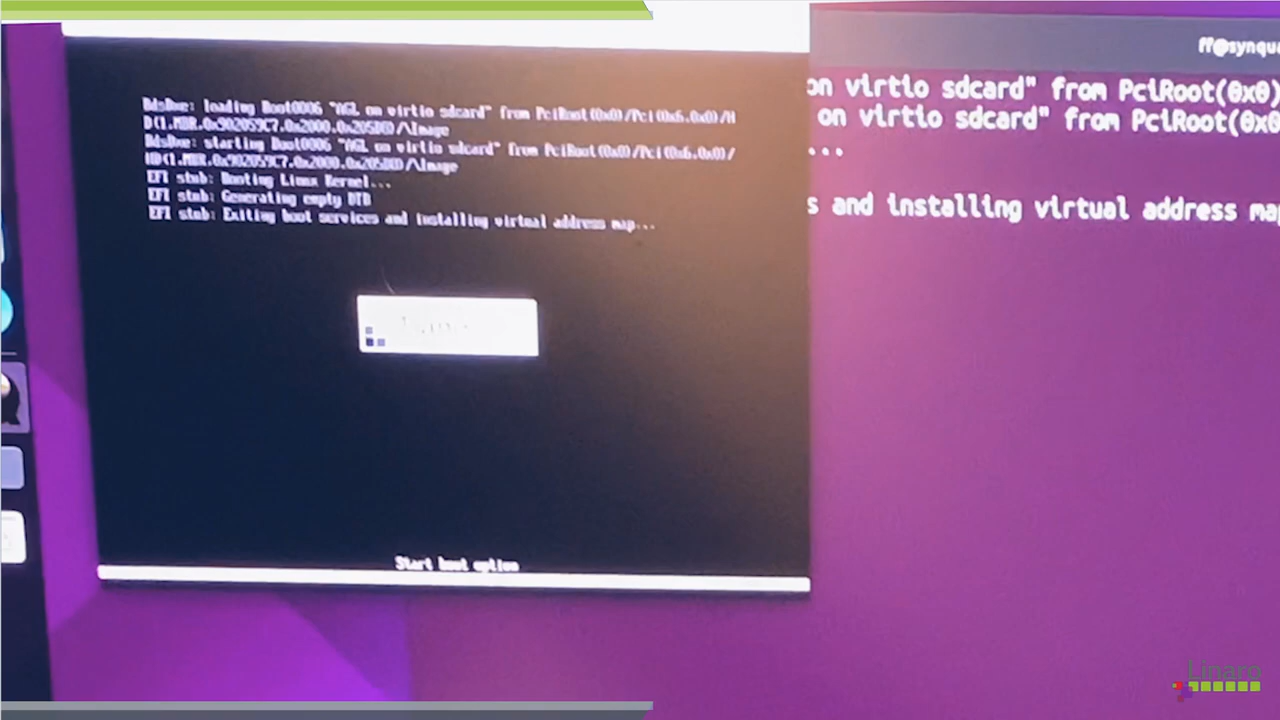 BdsDxe: loading Boot0006 "AGL on virtio sdcard" from PciRoot(0x0)/Pci(0x6,0x0)/H
D(1,MBR,0x902059C7,0x2000,0x205D8)/\Image
BdsDxe: starting Boot0006 "AGL on virtio sdcard" from PciRoot(0x0)/Pci(0x6,0x0)/
HD(1,MBR,0x902059C7,0x2000,0x205D8)/\Image
EFI stub: Booting Linux Kernel...
EFI stub: Generating empty DTB
EFI stub: Exiting boot services and installing virtual address map...
Start boot option
ff@synqua
on virtio sdcard" from PciRoot(0x0)
on virtio sdcard" from PciRoot(0x0
...
s and installing virtual address map
Linaro